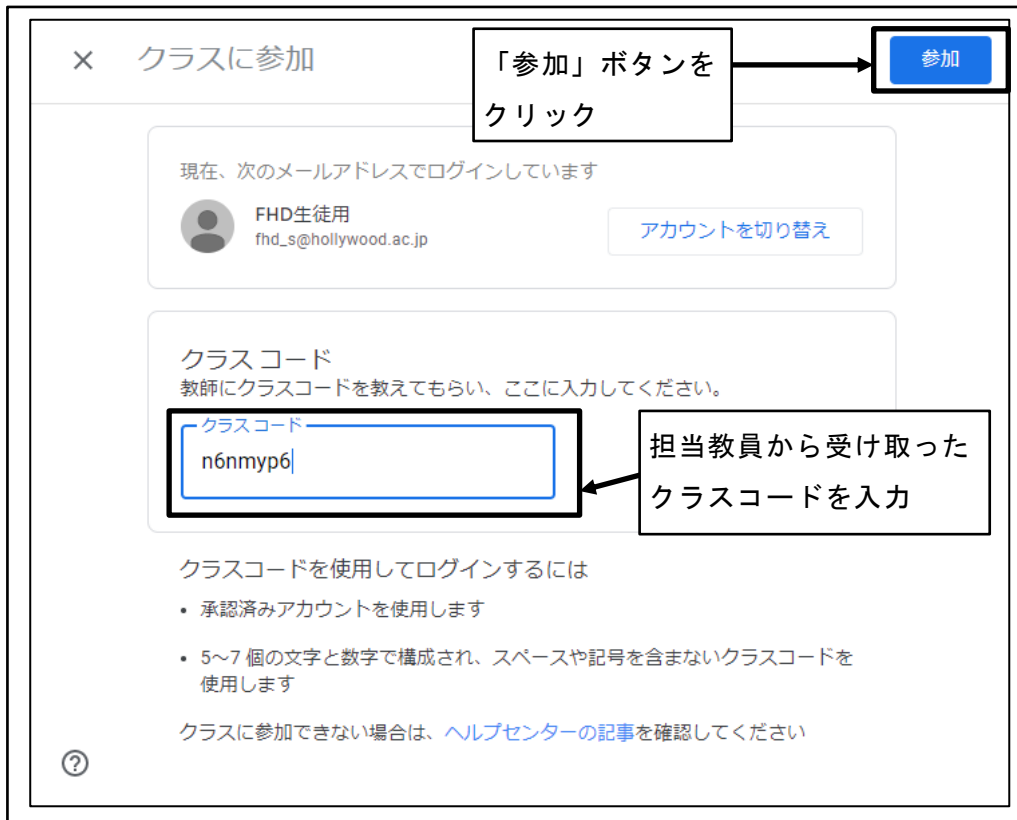 クラスに参加
「参加」ボタンを
クリック
参加
現在、次のメールアドレスでログインしています
FHD生徒用
fhd_s@hollywood.ac.jp
アカウントを切り替え
クラス コード
教師にクラスコードを教えてもらい、ここに入力してください。
クラス コード
n6nmyp6
担当教員から受け取った
クラスコードを入力
クラスコードを使用してログインするには
• 承認済みアカウントを使用します
• 5～7 個の文字と数字で構成され、スペースや記号を含まないクラスコードを
使用します
クラスに参加できない場合は、ヘルプセンターの記事を確認してください